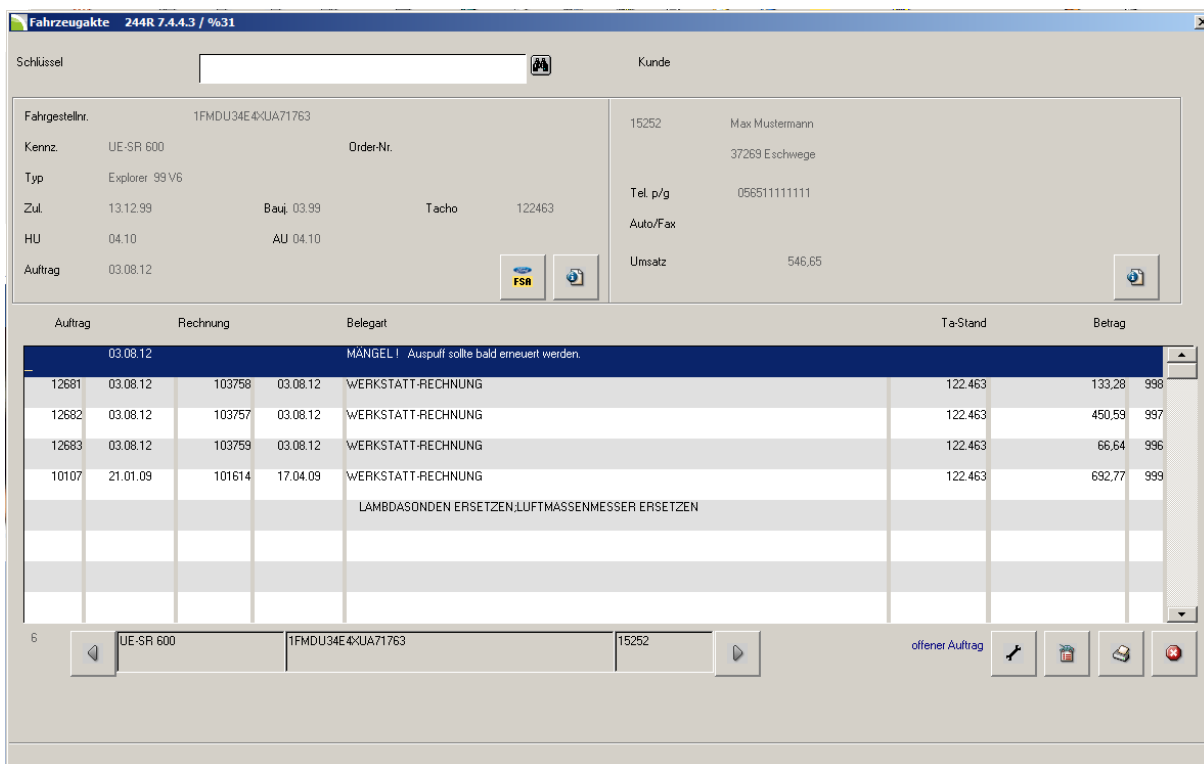 Fahrzeugakte 244R 7.4.4.3 / %31
Schlüssel Kunde
Fahrgestellnr. 1FMDU34E4XUA71763
Kennz. UE-SR 600 Order-Nr.
Typ Explorer 99 V6
Zul. 13.12.99 Bauj. 03.99 Tacho 122463
HU 04.10 AU 04.10
Auftrag 03.08.12
FSA
15252 Max Mustermann
37269 Eschwege
Tel. p/g 056511111111
Auto/Fax
Umsatz 546,65
Auftrag Rechnung Belegart Ta-Stand Betrag
03.08.12 MÄNGEL ! Auspuff sollte bald erneuert werden.
12681 03.08.12 103758 03.08.12 WERKSTATT-RECHNUNG 122.463 133,28 998
12682 03.08.12 103757 03.08.12 WERKSTATT-RECHNUNG 122.463 450,59 997
12683 03.08.12 103759 03.08.12 WERKSTATT-RECHNUNG 122.463 66,64 996
10107 21.01.09 101614 17.04.09 WERKSTATT-RECHNUNG 122.463 692,77 999
LAMBDASONDEN ERSETZEN;LUFTMASSENMESSER ERSETZEN
6 UE-SR 600 1FMDU34E4XUA71763 15252 offener Auftrag